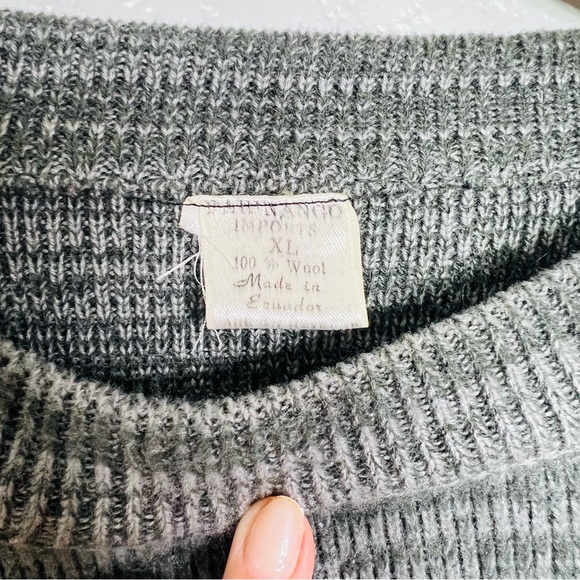 IMPORTS
XL
100 % Wool
Made in
Ecuador